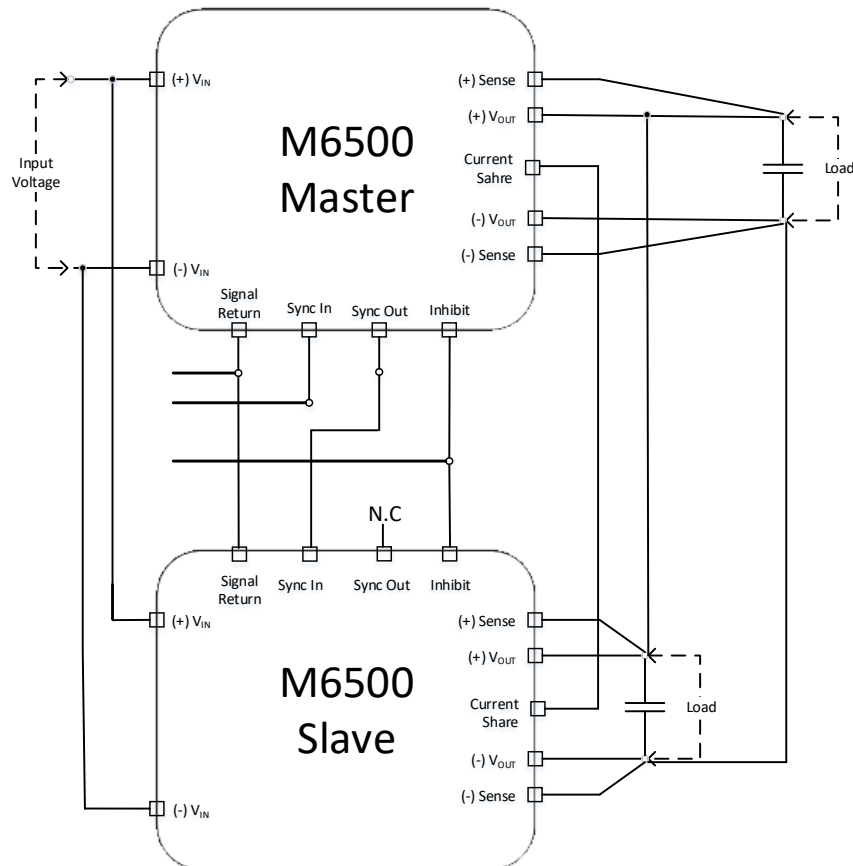 (+) VIN
(+) Sense
(+) VOUT
M6500
Master
Input
Voltage
Current
Sahre
Load
(-) VOUT
(-) Sense
(-) VIN
Signal
Return
Sync In
Sync Out
Inhibit
N.C
Signal
Return
Sync In
Sync Out
Inhibit
(+) VIN
(+) Sense
(+) VOUT
M6500
Slave
Current
Share
Load
(-) VOUT
(-) Sense
(-) VIN